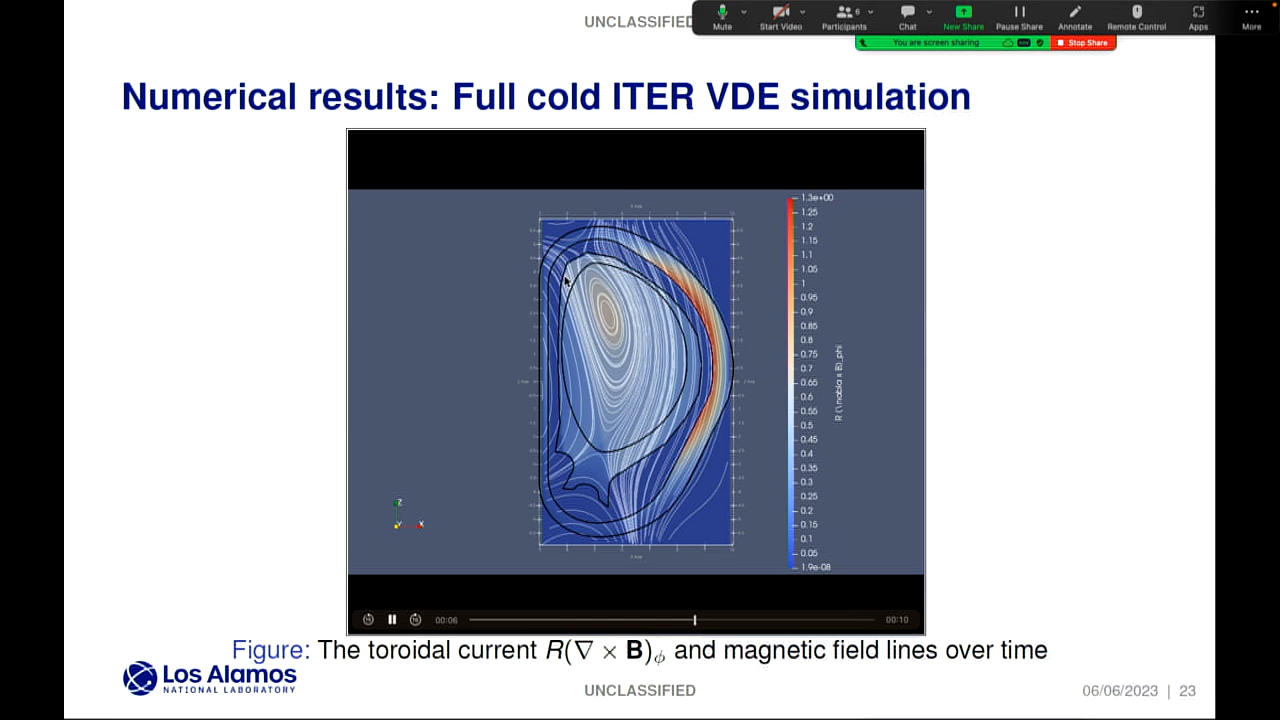 UNCLASSIFIED
Mute
Start Video
6
Participants
Chat
New Share
Pause Share
Annotate
Remote Control
Apps
More
You are screen sharing
Stop Share
Numerical results: Full cold ITER VDE simulation
1.3e+00
1.25
1.2
1.15
1.1
1.05
1
0.95
0.9
0.85
0.8
0.75
0.7
0.65
0.6
0.55
0.5
0.45
0.4
0.35
0.3
0.25
0.2
0.15
0.1
0.05
1.9e-08
R (\nabla x B)_phi
Z
Y
X
00:06
00:10
Figure: The toroidal current R(∇ × B)ϕ and magnetic field lines over time
Los Alamos
NATIONAL LABORATORY
UNCLASSIFIED
06/06/2023 | 23